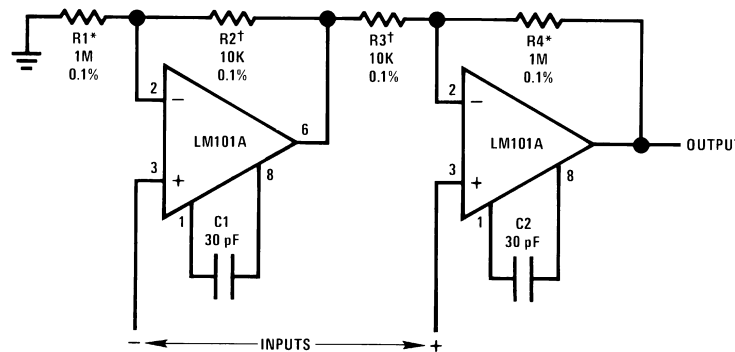 R1*
1M
0.1%
R2†
10K
0.1%
R3†
10K
0.1%
R4*
1M
0.1%
2
−
LM101A
6
3
+
8
1
C1
30 pF
2
−
LM101A
OUTPUT
3
+
8
1
C2
30 pF
− INPUTS +